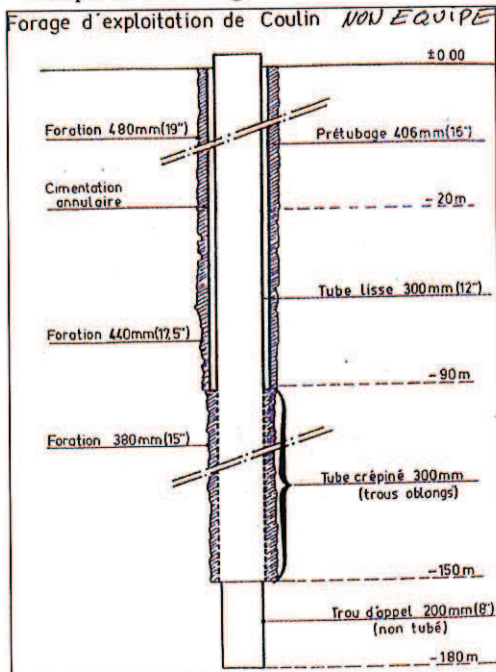 Forage d'exploitation de Coulin NON EQUIPE
±0.00
Foration 480mm(19")
Prétubage 406mm(16")
Cimentation
annulaire
-20m
Tube lisse 300mm(12")
Foration 440mm(17,5")
-90m
Foration 380mm(15")
Tube crépiné 300mm
(trous oblongs)
-150m
Trou d'appel 200mm(8")
(non tubé)
-180m